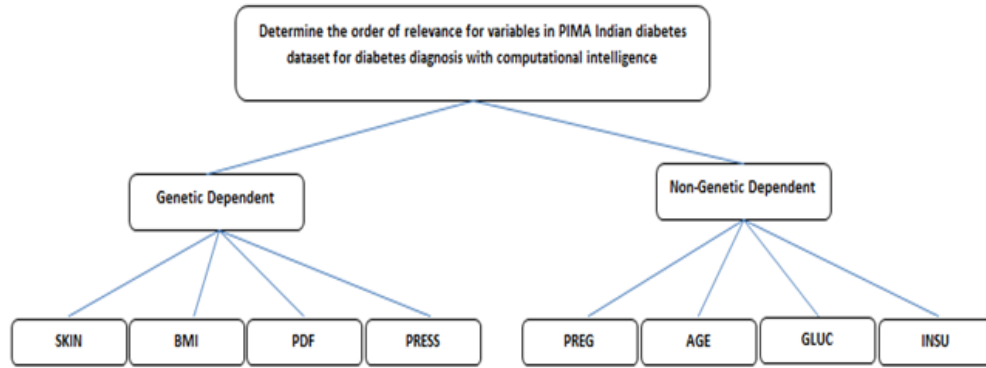 Determine the order of relevance for variables in PIMA Indian diabetes
dataset for diabetes diagnosis with computational intelligence
Genetic Dependent
Non-Genetic Dependent
SKIN
BMI
PDF
PRESS
PREG
AGE
GLUC
INSU